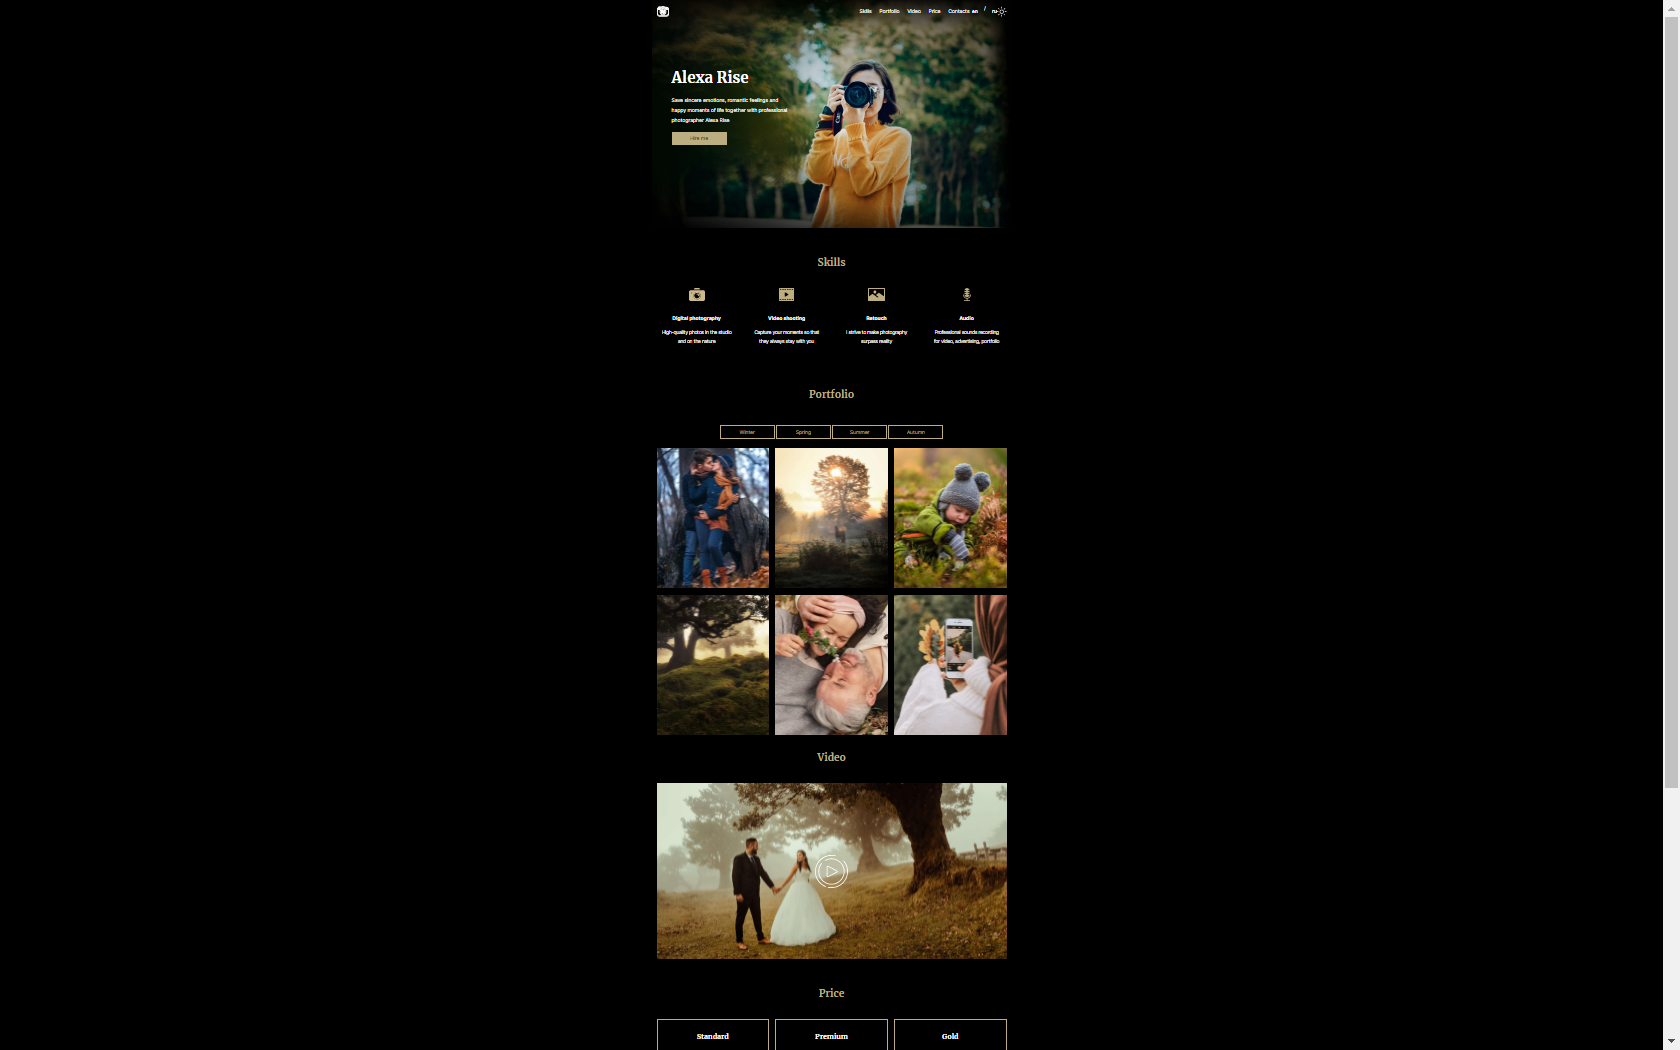 Skills Portfolio Video Price Contacts en / ru
Alexa Rise
Save sincere emotions, romantic feelings and
happy moments of life together with professional
photographer Alexa Rise
Hire me
Skills
Digital photography
High-quality photos in the studio
and on the nature
Video shooting
Capture your moments so that
they always stay with you
Retouch
I strive to make photography
surpass reality
Audio
Professional sounds recording
for video, advertising, portfolio
Portfolio
Winter Spring Summer Autumn
Video
Price
Standard Premium Gold